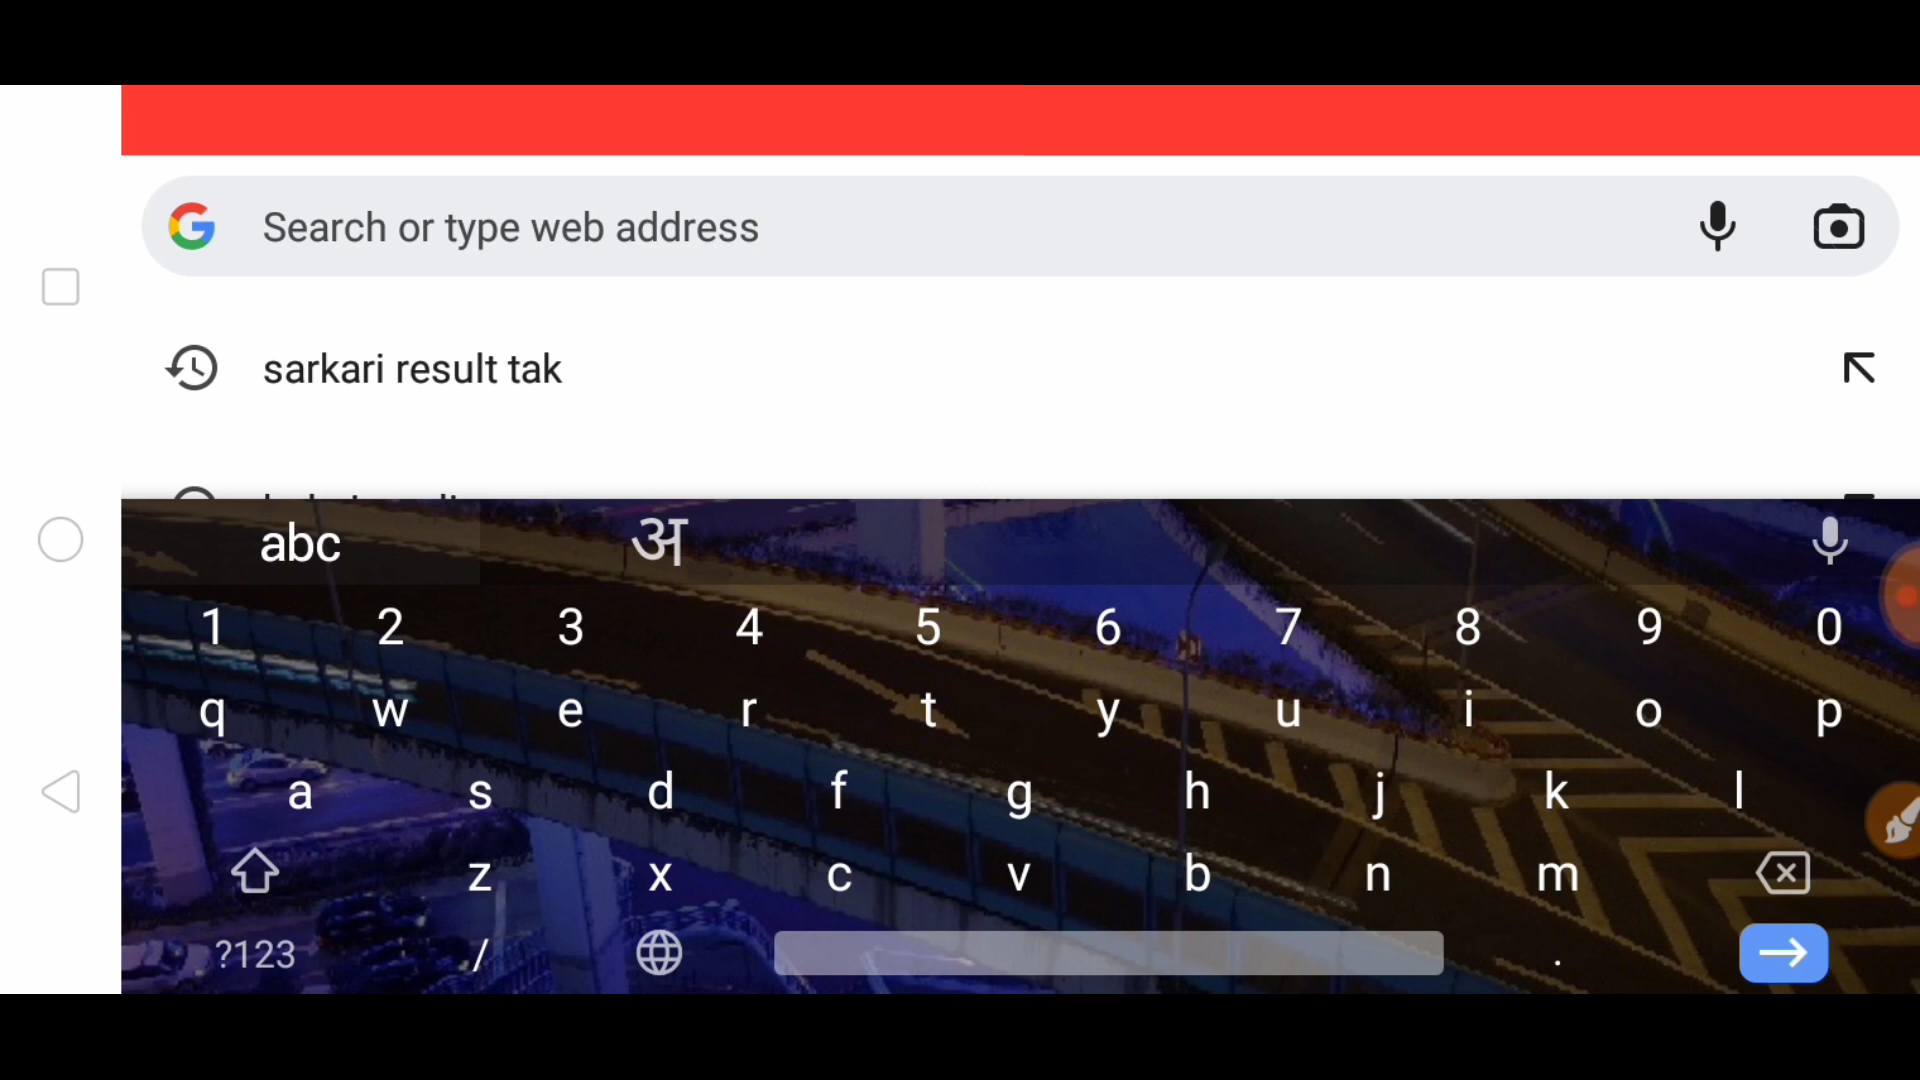 Search or type web address
sarkari result tak
abc अ
1 2 3 4 5 6 7 8 9 0
q w e r t y u i o p
a s d f g h j k l
z x c v b n m
?123 / .